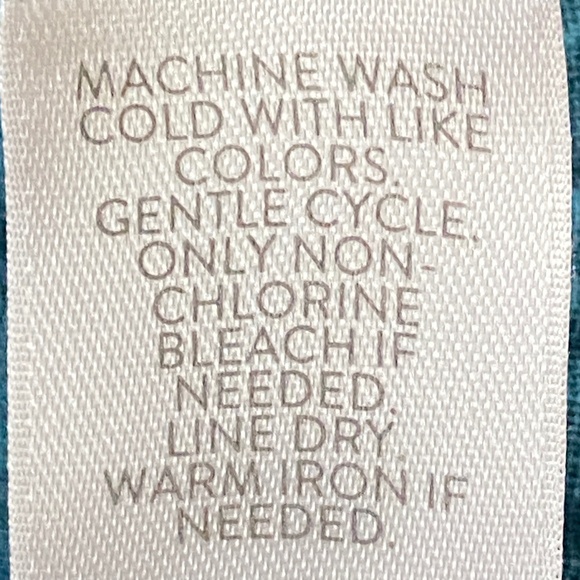 MACHINE WASH
COLD WITH LIKE
COLORS.
GENTLE CYCLE.
ONLY NON-
CHLORINE
BLEACH IF
NEEDED.
LINE DRY.
WARM IRON IF
NEEDED.